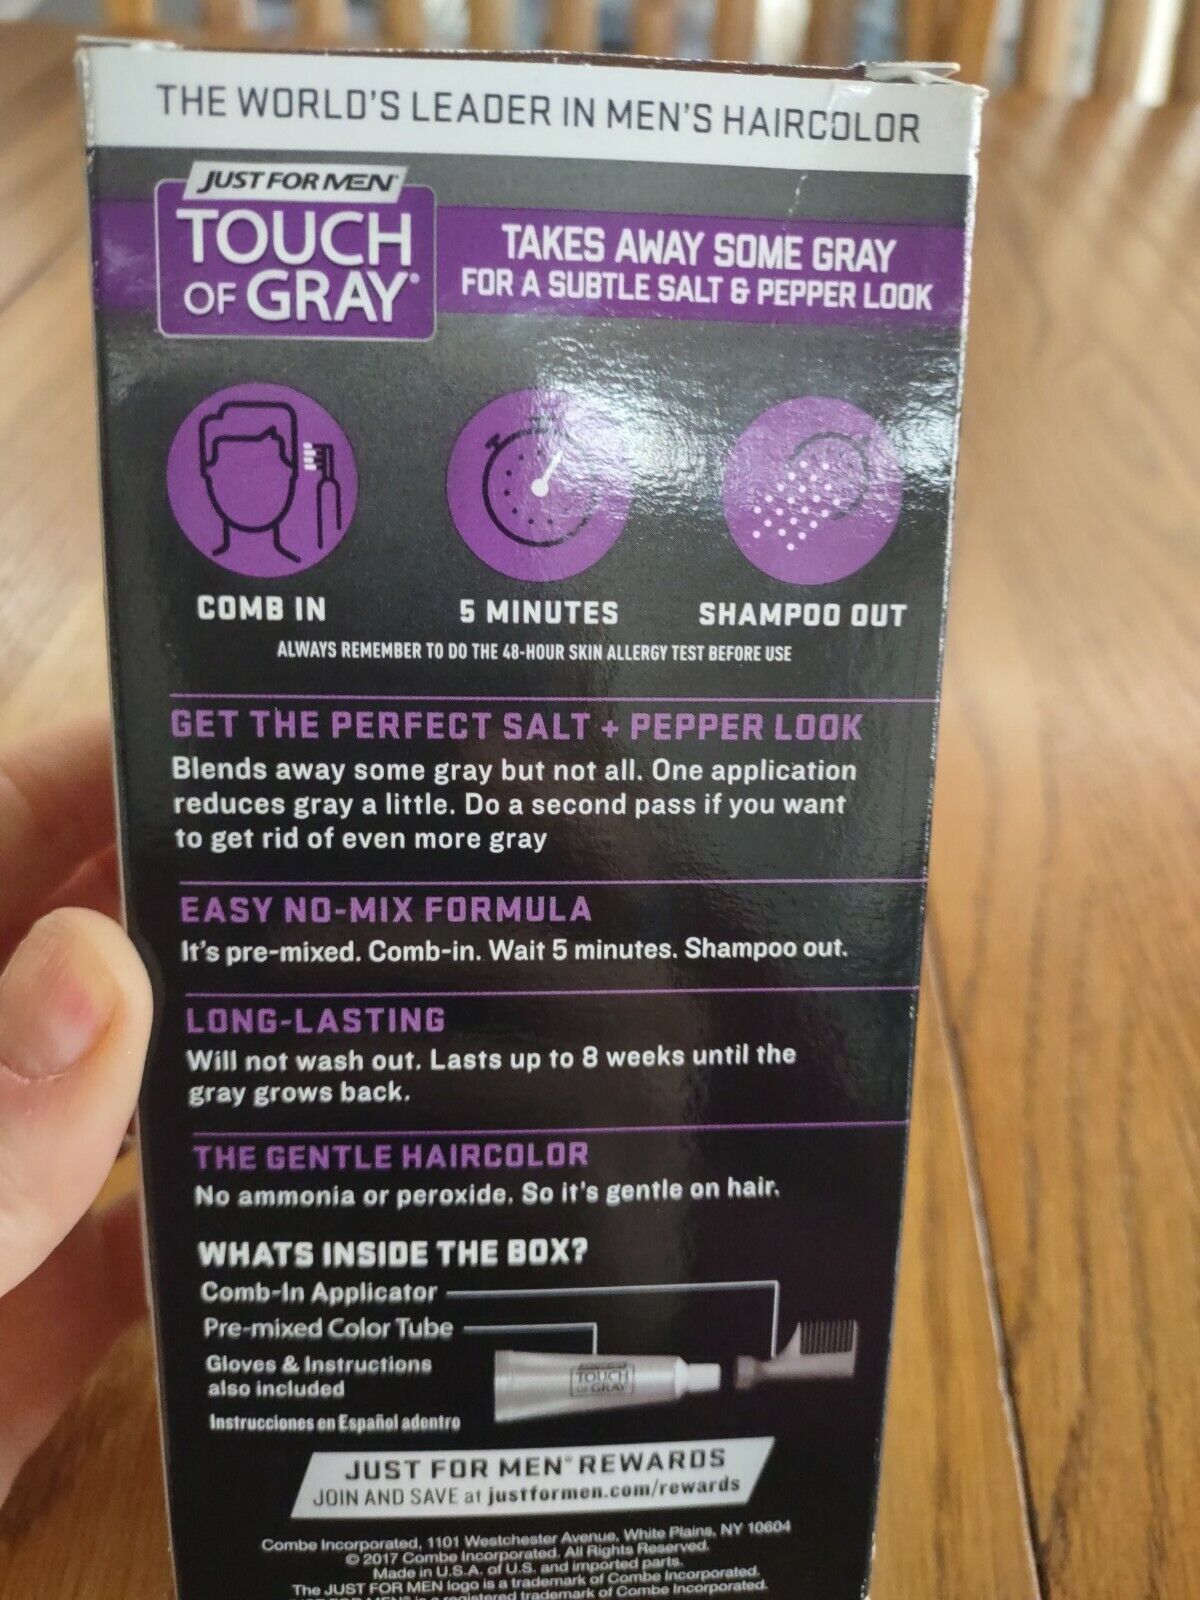 THE WORLD'S LEADER IN MEN'S HAIRCOLOR
JUST FOR MEN
TOUCH
OF GRAY®
TAKES AWAY SOME GRAY
FOR A SUBTLE SALT & PEPPER LOOK
COMB IN
5 MINUTES
SHAMPOO OUT
ALWAYS REMEMBER TO DO THE 48-HOUR SKIN ALLERGY TEST BEFORE USE
GET THE PERFECT SALT + PEPPER LOOK
Blends away some gray but not all. One application
reduces gray a little. Do a second pass if you want
to get rid of even more gray
EASY NO-MIX FORMULA
It's pre-mixed. Comb-in. Wait 5 minutes. Shampoo out.
LONG-LASTING
Will not wash out. Lasts up to 8 weeks until the
gray grows back.
THE GENTLE HAIRCOLOR
No ammonia or peroxide. So it's gentle on hair.
WHATS INSIDE THE BOX?
Comb-In Applicator
Pre-mixed Color Tube
Gloves & Instructions
also included
Instrucciones en Español adentro
TOUCH
OF GRAY
JUST FOR MEN® REWARDS
JOIN AND SAVE at justformen.com/rewards
Combe Incorporated, 1101 Westchester Avenue, White Plains, NY 10604
© 2017 Combe Incorporated. All Rights Reserved.
Made in U.S.A. of U.S. and imported parts.
The JUST FOR MEN logo is a trademark of Combe Incorporated.
JUST FOR MEN® is a registered trademark of Combe Incorporated.